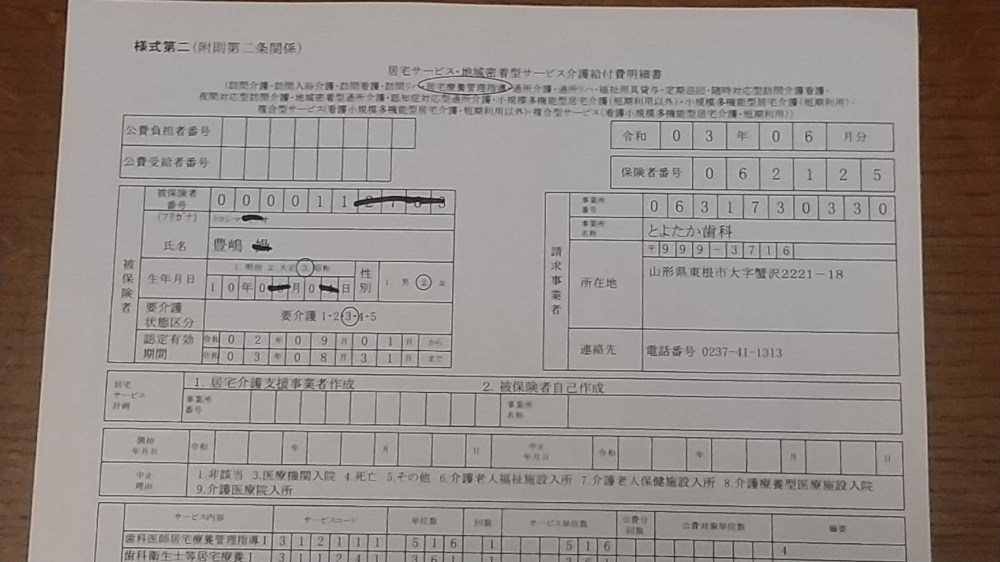 様式第二(附則第二条関係)
居宅サービス・地域密着型サービス介護給付費明細書
(訪問介護・訪問入浴介護・訪問看護・訪問リハ・居宅療養管理指導・通所介護・通所リハ・福祉用具貸与・定期巡回・随時対応型訪問介護看護・
夜間対応型訪問介護・地域密着型通所介護・認知症対応型通所介護・小規模多機能型居宅介護(短期利用以外)・小規模多機能型居宅介護(短期利用)・
複合型サービス(看護小規模多機能型居宅介護・短期利用以外)・複合型サービス(看護小規模多機能型居宅介護・短期利用))
公費負担者番号
公費受給者番号
令和 0 3 年 0 6 月分
保険者番号 0 6 2 1 2 5
被保険者
被保険者番号 0 0 0 0 1 1
(フリガナ) トヨシマ
氏名 豊嶋
生年月日 1. 明治 2. 大正 3. 昭和
1 0 年 0 月 0 日
性別 1. 男 2 女
要介護状態区分 要介護 1・2・3・4・5
認定有効期間 令和 0 2 年 0 9 月 0 1 日 から
令和 0 3 年 0 8 月 3 1 日 まで
請求事業者
事業所番号 0 6 3 1 7 3 0 3 3 0
事業所名称 とよたか歯科
所在地 〒 9 9 9 - 3 7 1 6
山形県東根市大字蟹沢2221-18
連絡先 電話番号 0237-41-1313
居宅サービス計画 1. 居宅介護支援事業者作成 2. 被保険者自己作成
事業所番号 事業所名称
開始年月日 令和 年 月 日 中止年月日 令和 年 月 日
中止理由 1.非該当 3.医療機関入院 4.死亡 5.その他 6.介護老人福祉施設入所 7.介護老人保健施設入所 8.介護療養型医療施設入院
9.介護医療院入所
サービス内容 サービスコード 単位数 回数 サービス単位数 公費分回数 公費対象単位数 摘要
歯科医師居宅療養管理指導Ⅰ 3 1 2 1 1 1 5 1 6 1 5 1 6 4
歯科衛生士等居宅療養Ⅰ 3 1 1 2 4 1 3 6 1 1 3 6 1